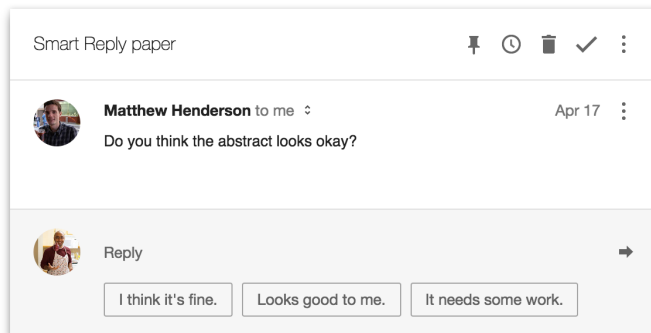 Smart Reply paper
Matthew Henderson to me
Apr 17
Do you think the abstract looks okay?
Reply
I think it's fine.
Looks good to me.
It needs some work.